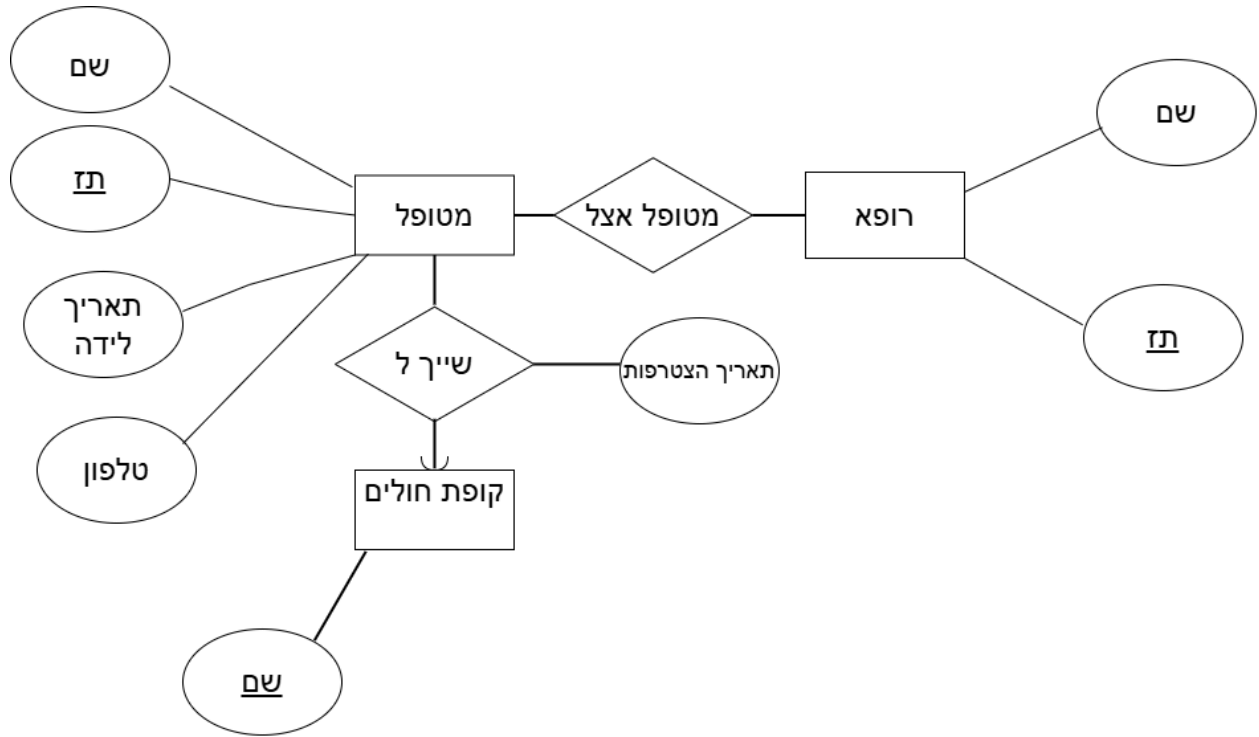 שם
שם
תז
מטופל
מטופל אצל
רופא
תאריך
לידה
תז
שייך ל
תאריך הצטרפות
טלפון
קופת חולים
שם